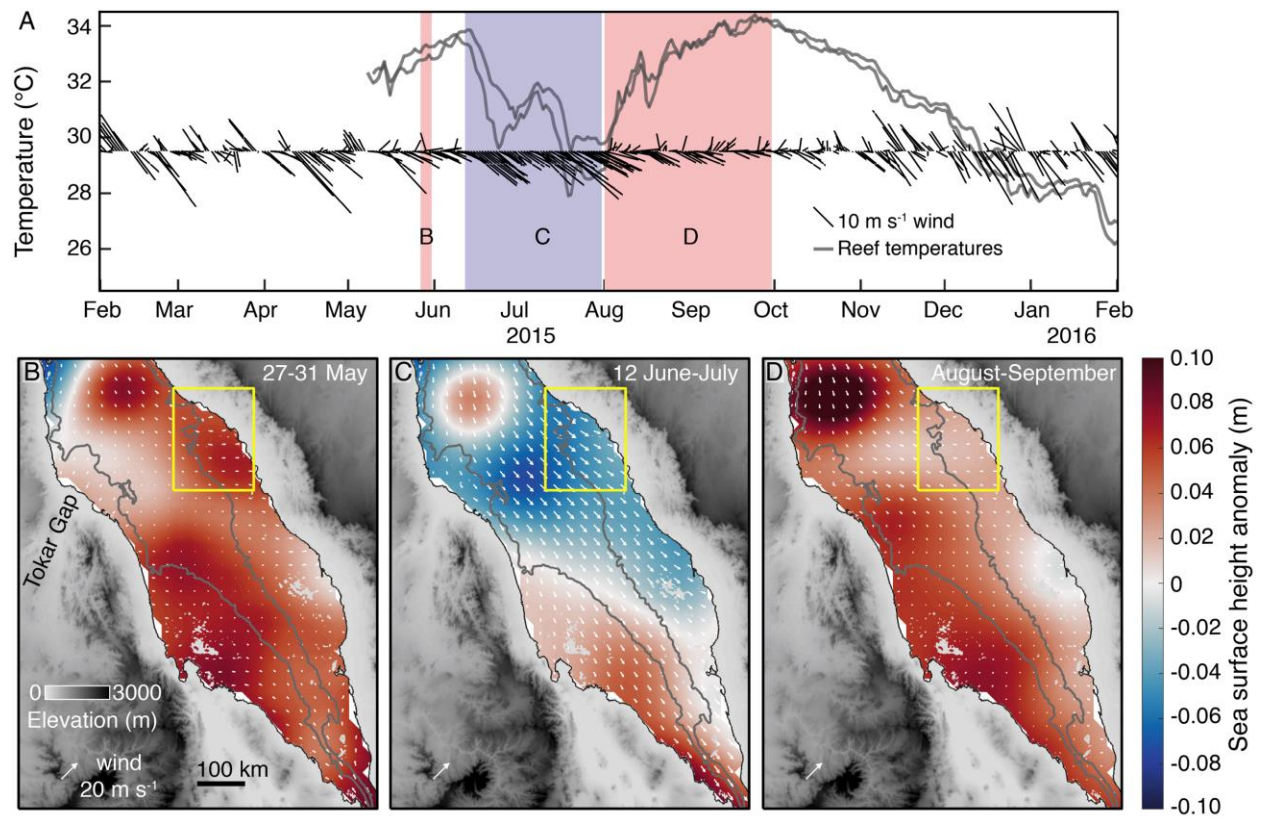 A
Temperature (°C)
34
32
30
28
26
B
C
D
10 m s-1 wind
Reef temperatures
Feb Mar Apr May Jun Jul Aug Sep Oct Nov Dec Jan Feb
2015 2016
B
27-31 May
Tokar Gap
0 3000
Elevation (m)
wind
20 m s-1
100 km
C
12 June-July
D
August-September
0.10
0.08
0.06
0.04
0.02
0
-0.02
-0.04
-0.06
-0.08
-0.10
Sea surface height anomaly (m)